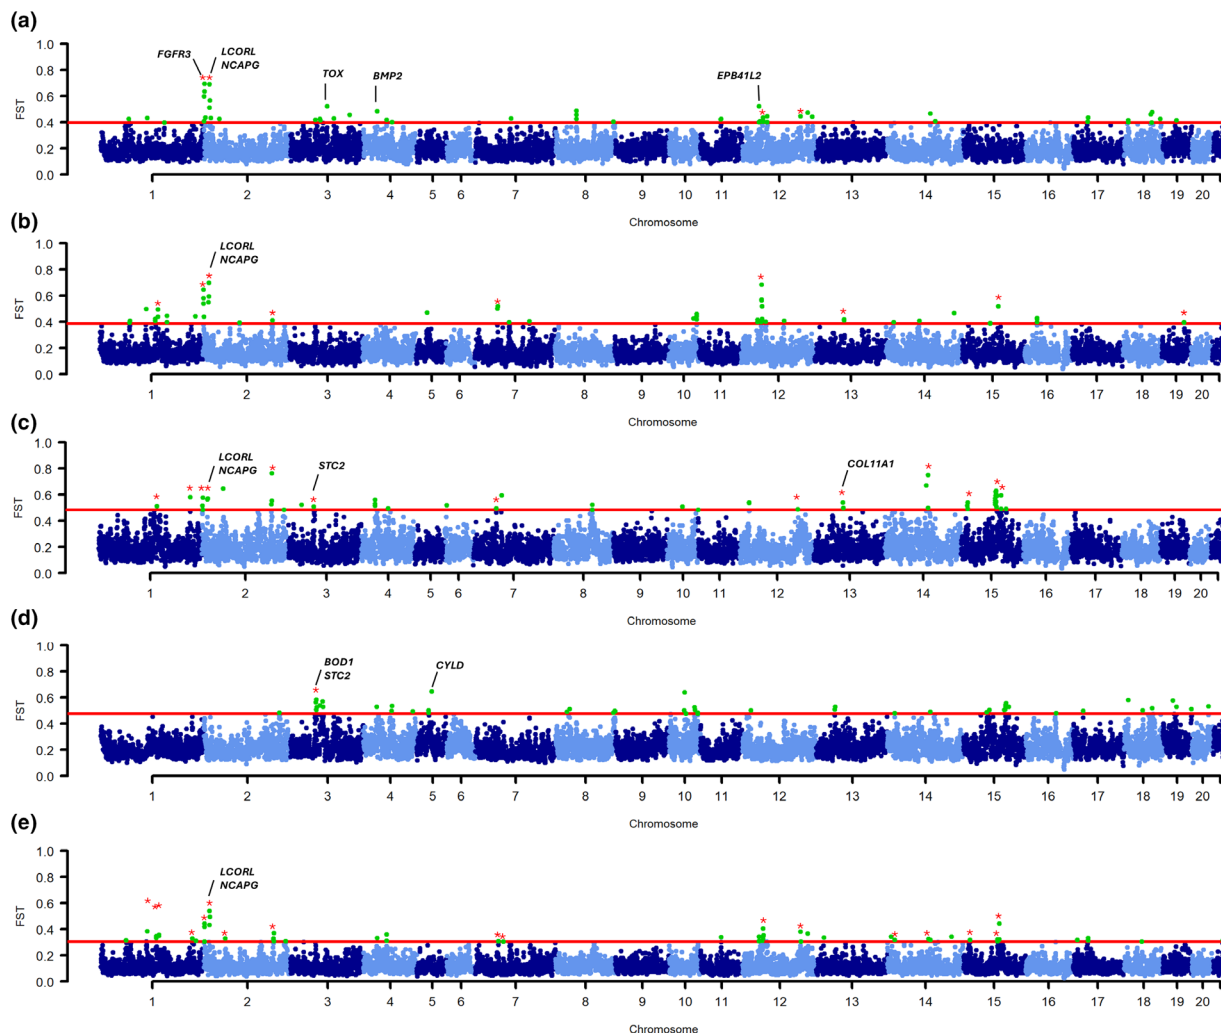 (a)
FGFR3
LCORL
NCAPG
TOX
BMP2
EPB41L2
FST
1.0
0.8
0.6
0.4
0.2
0.0
1 2 3 4 5 6 7 8 9 10 11 12 13 14 15 16 17 18 19 20
Chromosome
(b)
LCORL
NCAPG
FST
1.0
0.8
0.6
0.4
0.2
0.0
1 2 3 4 5 6 7 8 9 10 11 12 13 14 15 16 17 18 19 20
Chromosome
(c)
LCORL
NCAPG
STC2
COL11A1
FST
1.0
0.8
0.6
0.4
0.2
0.0
1 2 3 4 5 6 7 8 9 10 11 12 13 14 15 16 17 18 19 20
Chromosome
(d)
BOD1
STC2
CYLD
FST
1.0
0.8
0.6
0.4
0.2
0.0
1 2 3 4 5 6 7 8 9 10 11 12 13 14 15 16 17 18 19 20
Chromosome
(e)
LCORL
NCAPG
FST
1.0
0.8
0.6
0.4
0.2
0.0
1 2 3 4 5 6 7 8 9 10 11 12 13 14 15 16 17 18 19 20
Chromosome